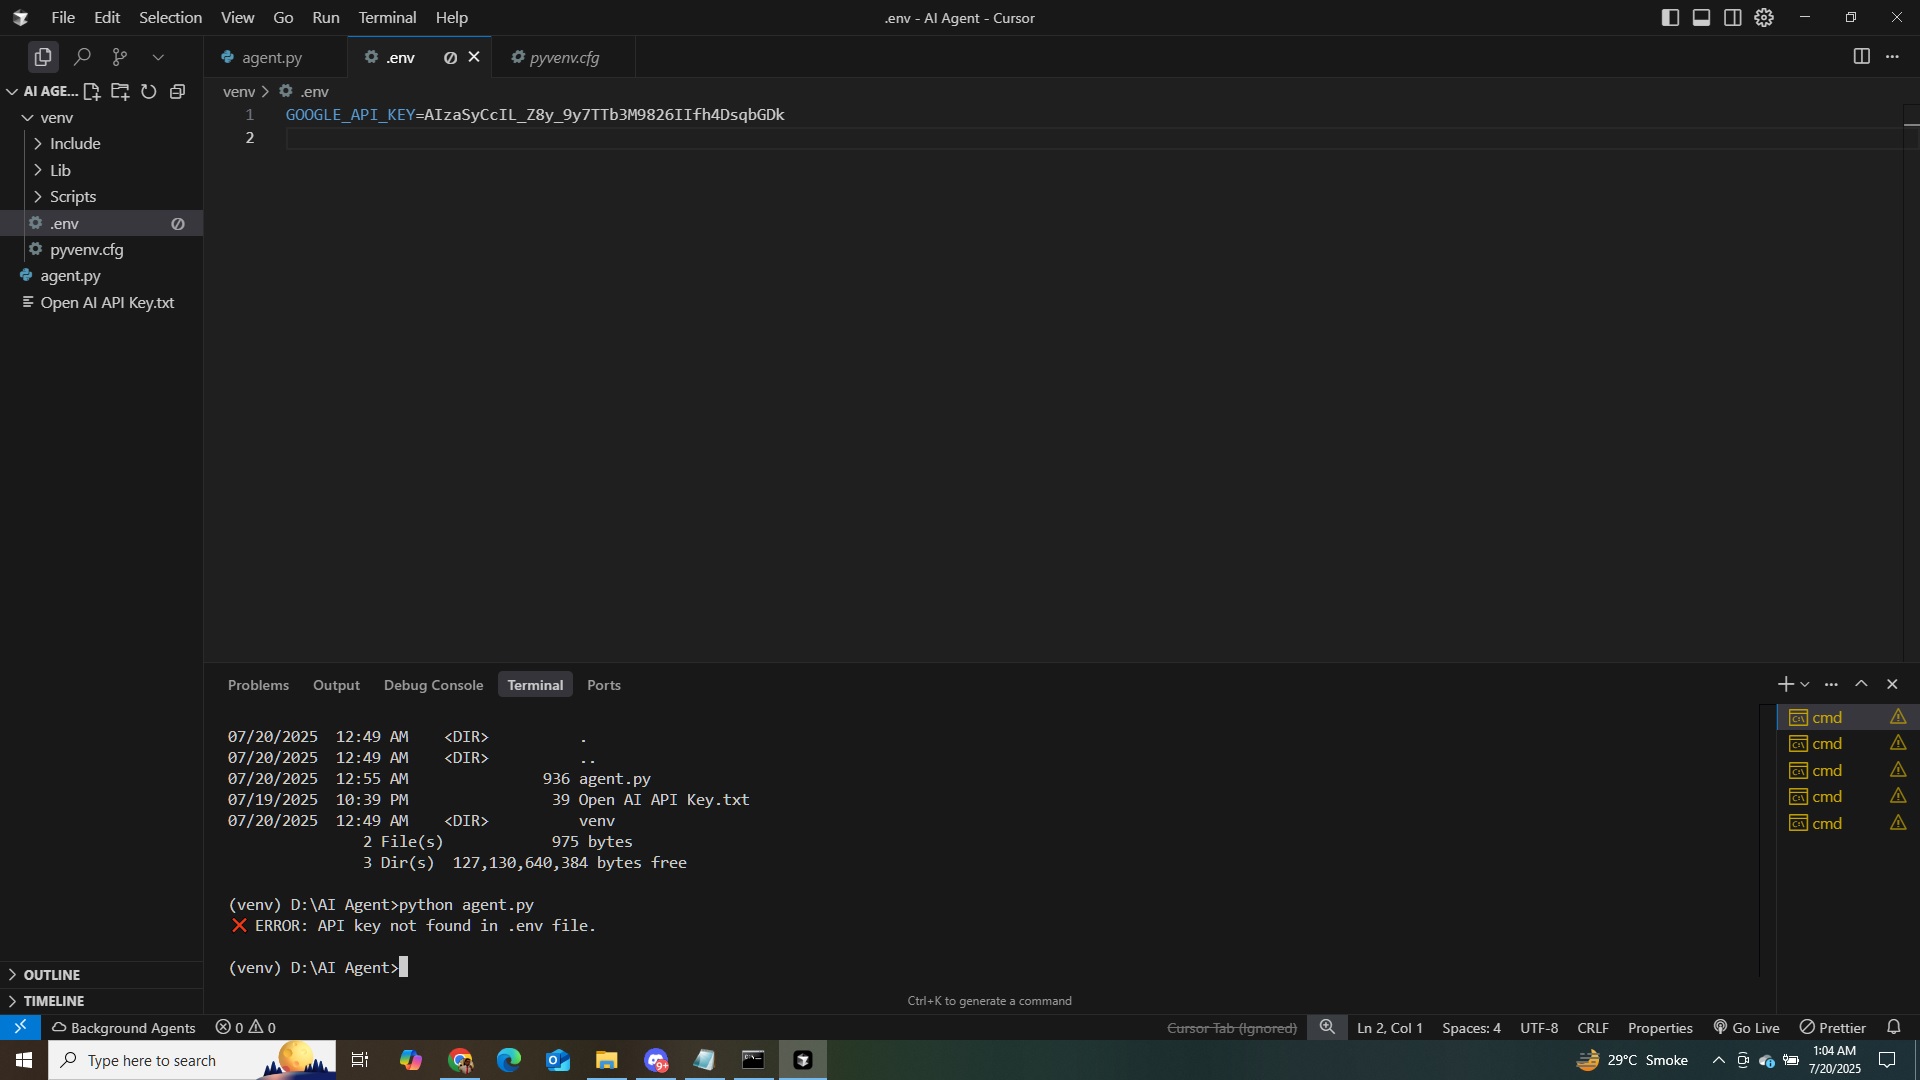 File Edit Selection View Go Run Terminal Help
.env - AI Agent - Cursor
agent.py
.env
pyvenv.cfg
AI AGE...
venv > .env
venv
Include
Lib
Scripts
.env
pyvenv.cfg
agent.py
Open AI API Key.txt
1 GOOGLE_API_KEY=AIzaSyCcIL_Z8y_9y7TTb3M9826IIfh4DsqbGDk
2
Problems Output Debug Console Terminal Ports
07/20/2025 12:49 AM <DIR> .
07/20/2025 12:49 AM <DIR> ..
07/20/2025 12:55 AM 936 agent.py
07/19/2025 10:39 PM 39 Open AI API Key.txt
07/20/2025 12:49 AM <DIR> venv
2 File(s) 975 bytes
3 Dir(s) 127,130,640,384 bytes free
(venv) D:\AI Agent>python agent.py
❌ ERROR: API key not found in .env file.
(venv) D:\AI Agent>
Ctrl+K to generate a command
cmd
cmd
cmd
cmd
cmd
OUTLINE
TIMELINE
Background Agents 0 0
Cursor Tab (Ignored) Ln 2, Col 1 Spaces: 4 UTF-8 CRLF Properties Go Live Prettier
Type here to search
9+
29°C Smoke
1:04 AM
7/20/2025